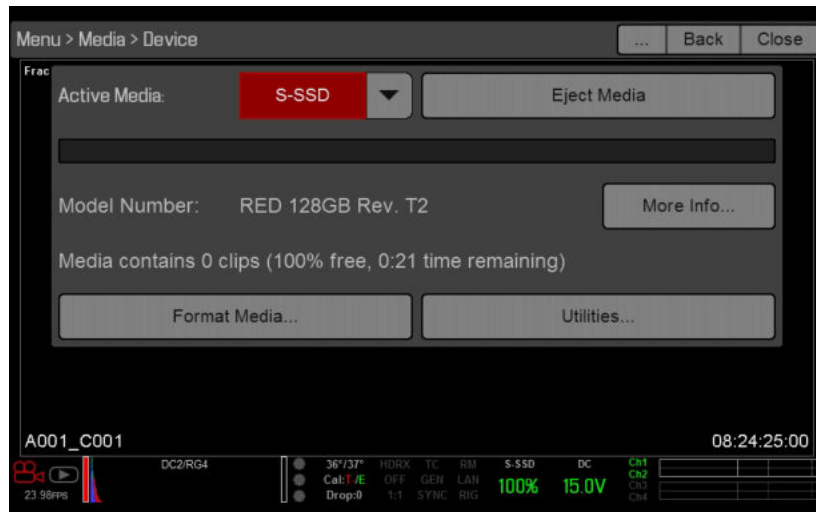 Menu > Media > Device
... Back Close
Frac
Active Media: S-SSD Eject Media
Model Number: RED 128GB Rev. T2 More Info...
Media contains 0 clips (100% free, 0:21 time remaining)
Format Media... Utilities...
A001_C001 08:24:25:00
DC2/RG4 36°/37° HDRX TC RM S-SSD DC Ch1
Cal:T/E OFF GEN LAN 100% 15.0V Ch2
23.98FPS Drop:0 1:1 SYNC RIG Ch3
Ch4